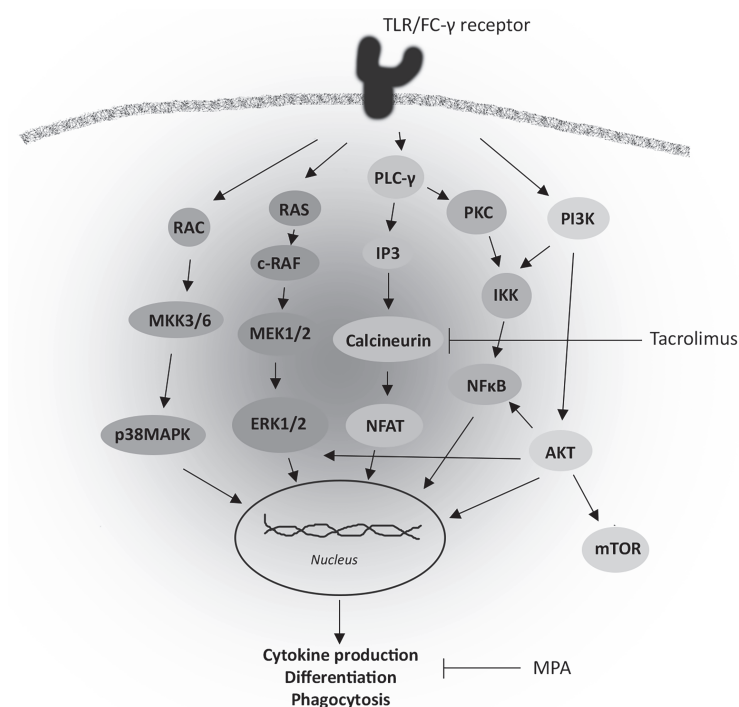 TLR/FC-γ receptor
PLC-γ
RAS
PKC
PI3K
RAC
IP3
c-RAF
IKK
MKK3/6
MEK1/2
Calcineurin
Tacrolimus
NFκB
ERK1/2
NFAT
p38MAPK
AKT
mTOR
Nucleus
Cytokine production
Differentiation
Phagocytosis
MPA